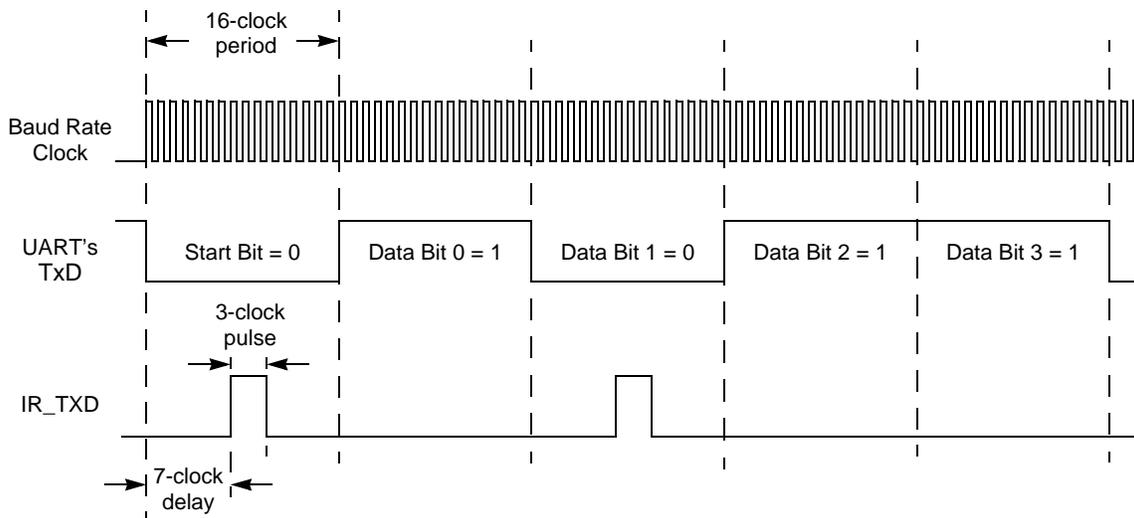 16-clock
period
Baud Rate
Clock
UART's
TxD
Start Bit = 0
Data Bit 0 = 1
Data Bit 1 = 0
Data Bit 2 = 1
Data Bit 3 = 1
3-clock
pulse
IR_TXD
7-clock
delay